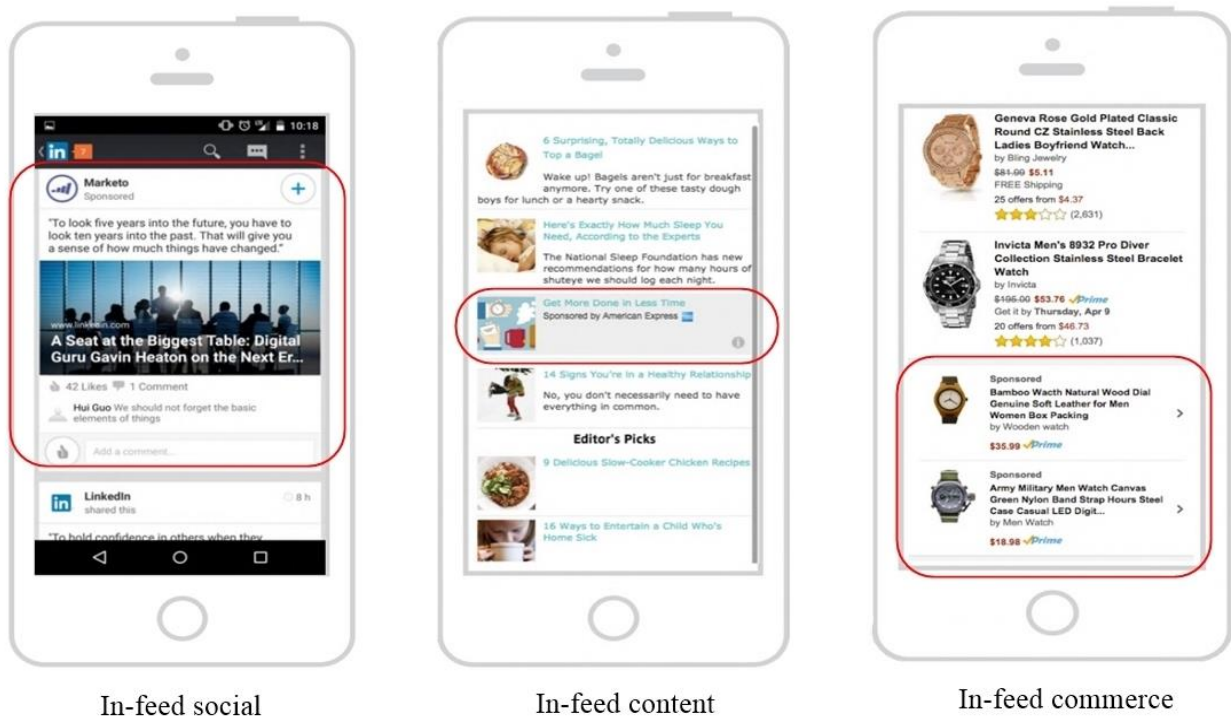 10:18
in 7
Marketo
Sponsored
"To look five years into the future, you have to
look ten years into the past. That will give you
a sense of how much things have changed."
www.linkedin.com
A Seat at the Biggest Table: Digital
Guru Gavin Heaton on the Next Er...
42 Likes 1 Comment
Hui Guo We should not forget the basic
elements of things
Add a comment...
in LinkedIn
shared this
8 h
"To hold confidence in others when they
In-feed social
6 Surprising, Totally Delicious Ways to
Top a Bagel
Wake up! Bagels aren't just for breakfast
anymore. Try one of these tasty dough
boys for lunch or a hearty snack.
Here's Exactly How Much Sleep You
Need, According to the Experts
The National Sleep Foundation has new
recommendations for how many hours of
shuteye we should log each night.
Get More Done in Less Time
Sponsored by American Express
14 Signs You're in a Healthy Relationship
No, you don't necessarily need to have
everything in common.
Editor's Picks
9 Delicious Slow-Cooker Chicken Recipes
16 Ways to Entertain a Child Who's
Home Sick
In-feed content
Geneva Rose Gold Plated Classic
Round CZ Stainless Steel Back
Ladies Boyfriend Watch...
by Bling Jewelry
$81.99 $5.11
FREE Shipping
25 offers from $4.37
(2,631)
Invicta Men's 8932 Pro Diver
Collection Stainless Steel Bracelet
Watch
by Invicta
$195.00 $53.76 Prime
Get it by Thursday, Apr 9
20 offers from $46.73
(1,037)
Sponsored
Bamboo Wacth Natural Wood Dial
Genuine Soft Leather for Men
Women Box Packing
by Wooden watch
$35.99 Prime
Sponsored
Army Military Men Watch Canvas
Green Nylon Band Strap Hours Steel
Case Casual LED Digit...
by Men Watch
$18.98 Prime
In-feed commerce